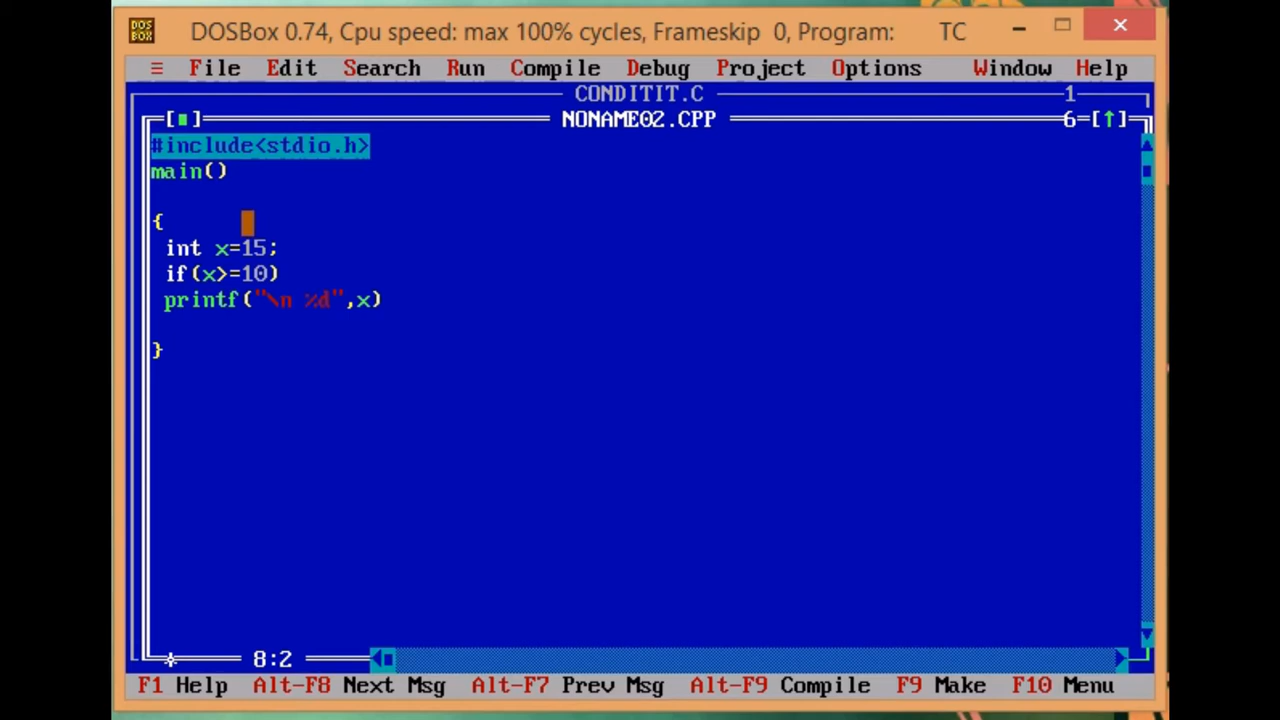 DOSBox 0.74, Cpu speed: max 100% cycles, Frameskip 0, Program: TC
≡ File Edit Search Run Compile Debug Project Options Window Help
CONDITIT.C 1
[■] NONAME02.CPP 6=[↑]
#include<stdio.h>
main()
{
int x=15;
if(x>=10)
printf("\n %d",x)
}
8:2
F1 Help Alt-F8 Next Msg Alt-F7 Prev Msg Alt-F9 Compile F9 Make F10 Menu